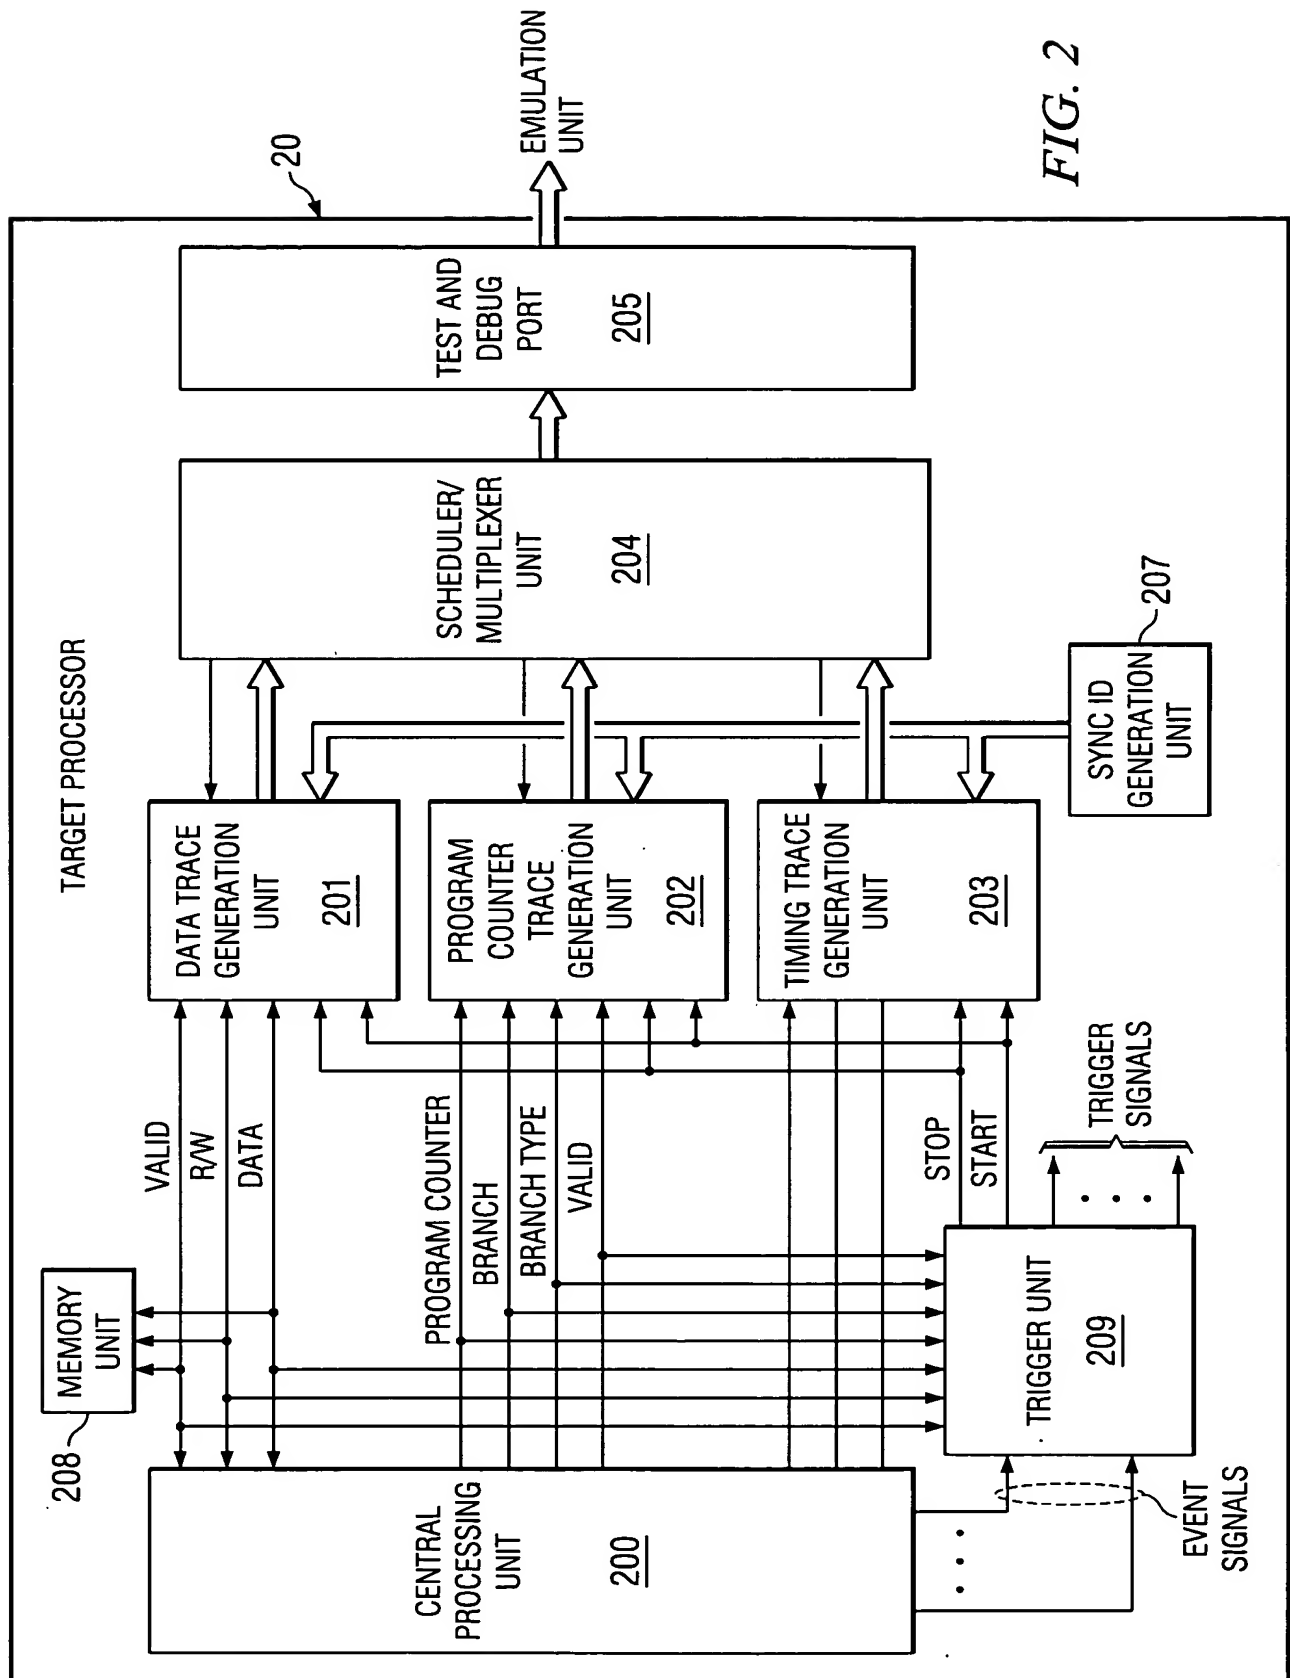 TARGET PROCESSOR
20
MEMORY
UNIT
208
VALID
R/W
DATA
CENTRAL
PROCESSING
UNIT
200
PROGRAM COUNTER
BRANCH
BRANCH TYPE
VALID
DATA TRACE
GENERATION
UNIT
201
PROGRAM
COUNTER
TRACE
GENERATION
UNIT
202
TIMING TRACE
GENERATION
UNIT
203
SCHEDULER/
MULTIPLEXER
UNIT
204
TEST AND
DEBUG
PORT
205
EMULATION
UNIT
STOP
START
TRIGGER UNIT
209
TRIGGER
SIGNALS
EVENT
SIGNALS
SYNC ID
GENERATION
UNIT
207
FIG. 2